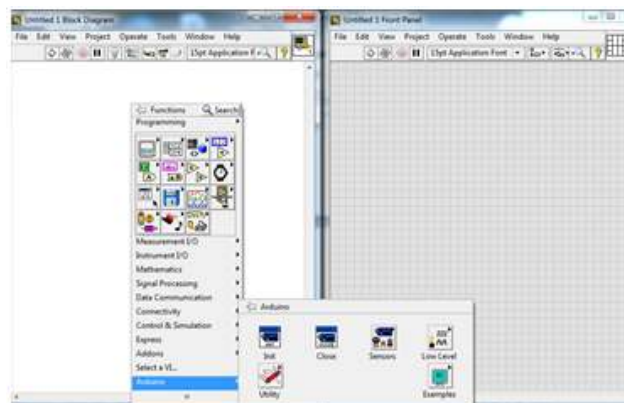 Untitled 1 Block Diagram
File Edit View Project Operate Tools Window Help
15pt Application F
Functions Search
Programming
Measurement I/O
Instrument I/O
Mathematics
Signal Processing
Data Communication
Connectivity
Control & Simulation
Express
Addons
Select a VI...
Arduino
Untitled 1 Front Panel
File Edit View Project Operate Tools Window Help
15pt Application Font
Arduino
Init Close Sensors Low Level
Utility Examples